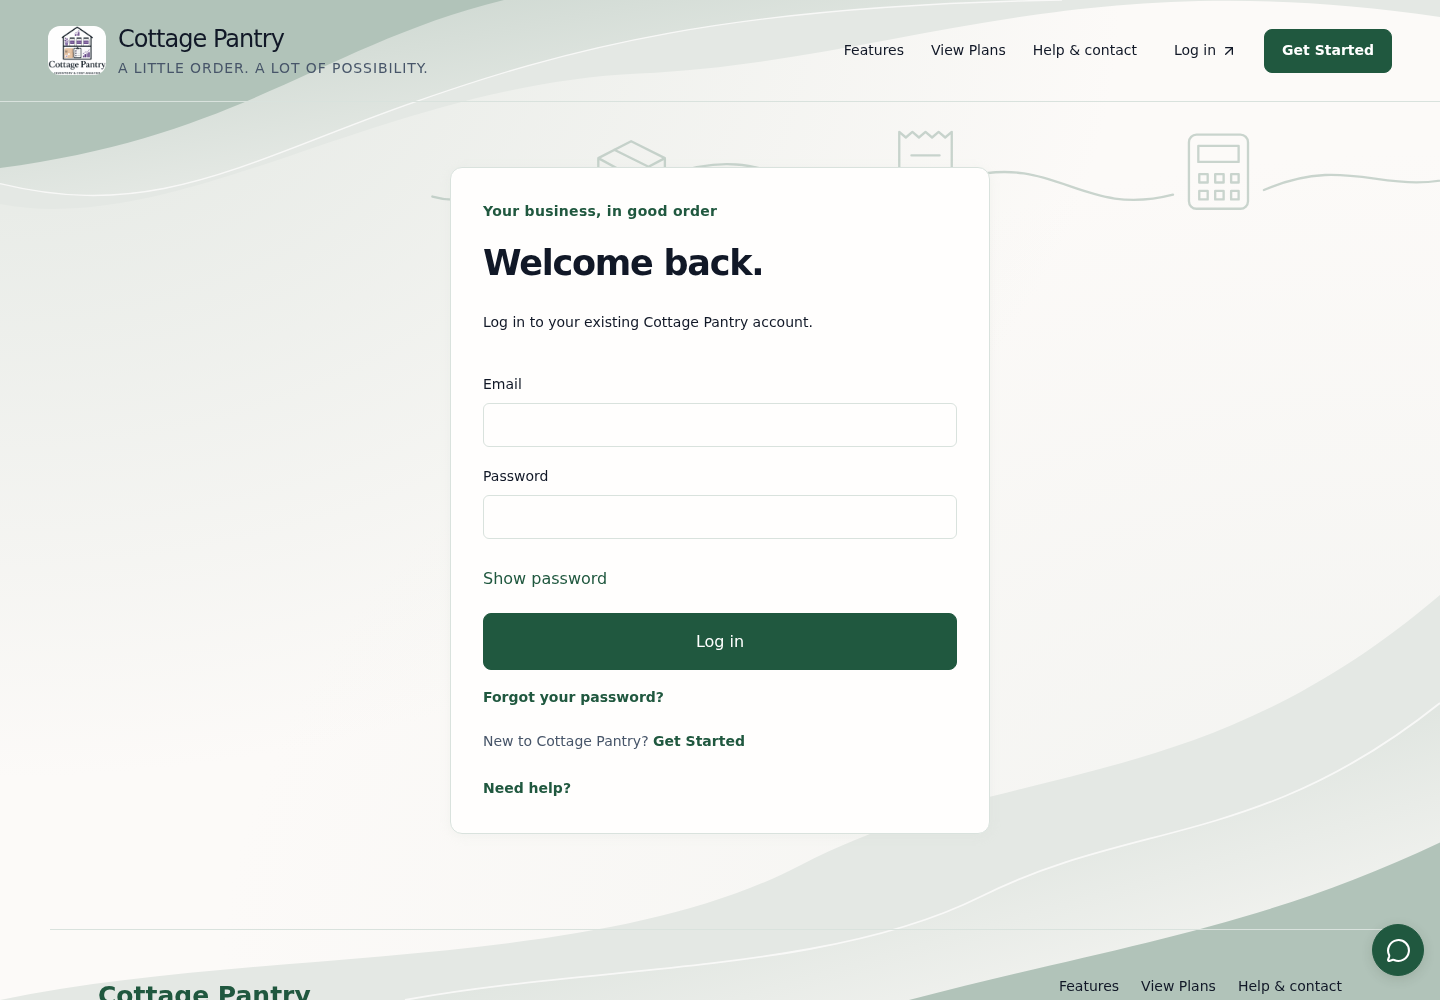 Cottage Pantry
Cottage Pantry
A LITTLE ORDER. A LOT OF POSSIBILITY.
Features
View Plans
Help & contact
Log in
Get Started
Your business, in good order
Welcome back.
Log in to your existing Cottage Pantry account.
Email
Password
Show password
Log in
Forgot your password?
New to Cottage Pantry? Get Started
Need help?
Cottage Pantry
Features
View Plans
Help & contact